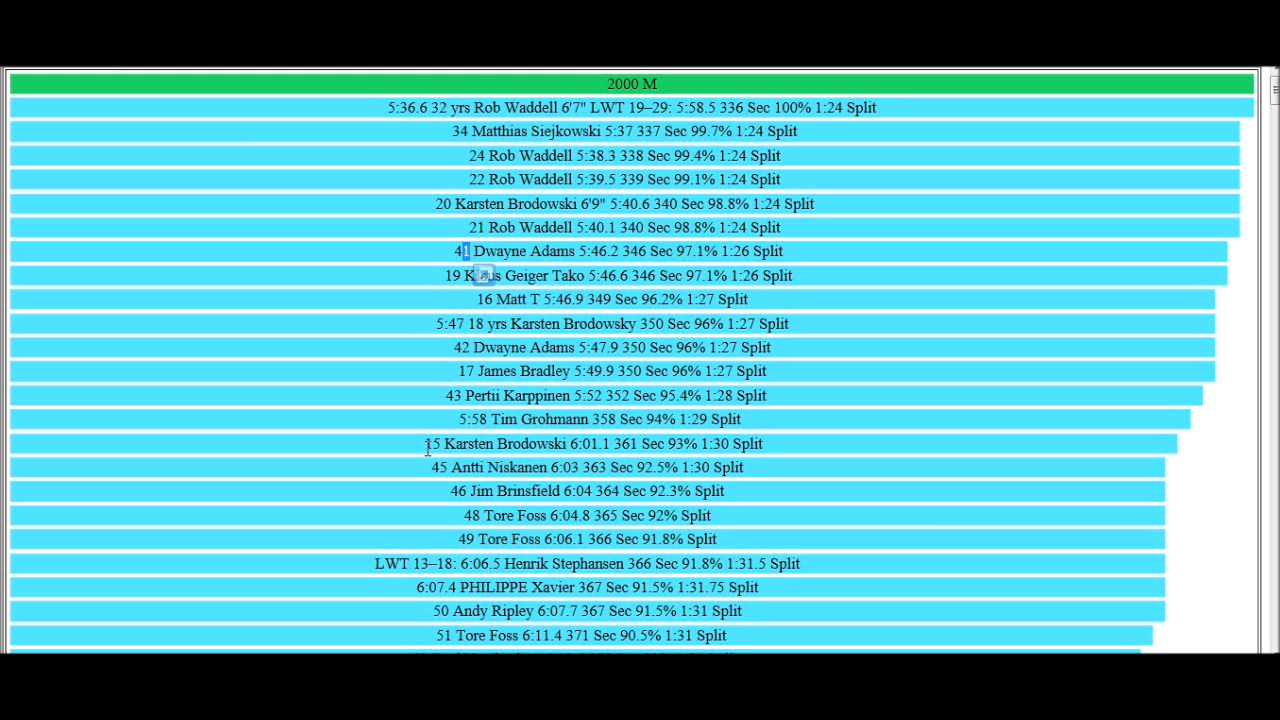 2000 M
5:36.6 32 yrs Rob Waddell 6'7" LWT 19–29: 5:58.5 336 Sec 100% 1:24 Split
34 Matthias Siejkowski 5:37 337 Sec 99.7% 1:24 Split
24 Rob Waddell 5:38.3 338 Sec 99.4% 1:24 Split
22 Rob Waddell 5:39.5 339 Sec 99.1% 1:24 Split
20 Karsten Brodowski 6'9" 5:40.6 340 Sec 98.8% 1:24 Split
21 Rob Waddell 5:40.1 340 Sec 98.8% 1:24 Split
41 Dwayne Adams 5:46.2 346 Sec 97.1% 1:26 Split
19 Klaus Geiger Tako 5:46.6 346 Sec 97.1% 1:26 Split
16 Matt T 5:46.9 349 Sec 96.2% 1:27 Split
5:47 18 yrs Karsten Brodowsky 350 Sec 96% 1:27 Split
42 Dwayne Adams 5:47.9 350 Sec 96% 1:27 Split
17 James Bradley 5:49.9 350 Sec 96% 1:27 Split
43 Pertii Karppinen 5:52 352 Sec 95.4% 1:28 Split
5:58 Tim Grohmann 358 Sec 94% 1:29 Split
15 Karsten Brodowski 6:01.1 361 Sec 93% 1:30 Split
45 Antti Niskanen 6:03 363 Sec 92.5% 1:30 Split
46 Jim Brinsfield 6:04 364 Sec 92.3% Split
48 Tore Foss 6:04.8 365 Sec 92% Split
49 Tore Foss 6:06.1 366 Sec 91.8% Split
LWT 13–18: 6:06.5 Henrik Stephansen 366 Sec 91.8% 1:31.5 Split
6:07.4 PHILIPPE Xavier 367 Sec 91.5% 1:31.75 Split
50 Andy Ripley 6:07.7 367 Sec 91.5% 1:31 Split
51 Tore Foss 6:11.4 371 Sec 90.5% 1:31 Split